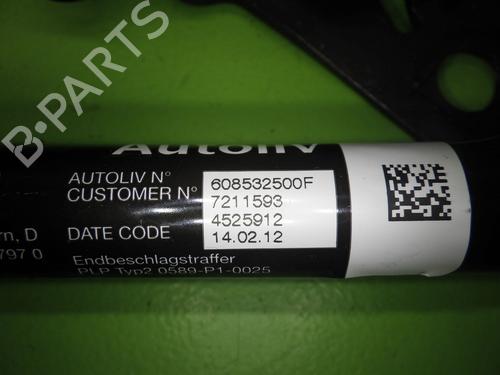 B·PARTS
Autoliv
AUTOLIV N° 608532500F
CUSTOMER N° 7211593
4525912
rn, D DATE CODE 14.02.12
797 0 Endbeschlagstraffer
PLP Typ2 0589-P1-0025